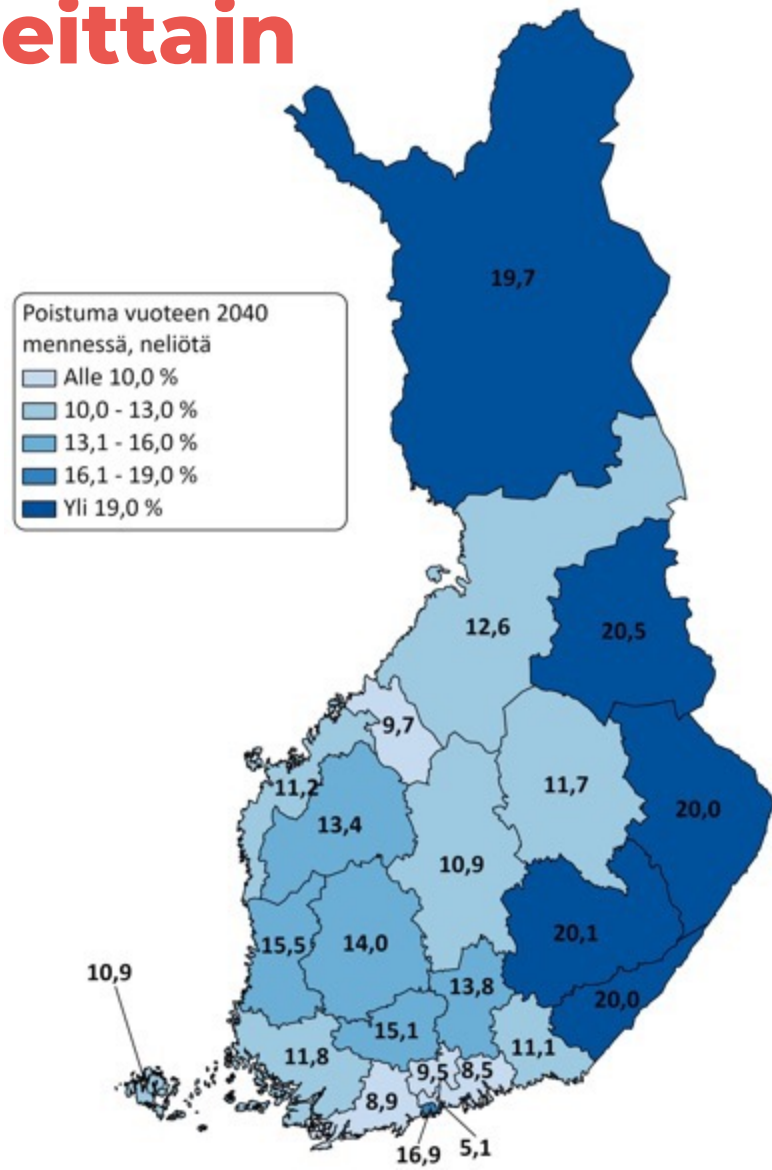 eittain
Poistuma vuoteen 2040
mennessä, neliötä
Alle 10,0 %
10,0 - 13,0 %
13,1 - 16,0 %
16,1 - 19,0 %
Yli 19,0 %
19,7
12,6
20,5
9,7
11,2
11,7
13,4
20,0
10,9
20,1
15,5
14,0
10,9
13,8
20,0
15,1
11,8
11,1
9,5
8,5
8,9
16,9
5,1